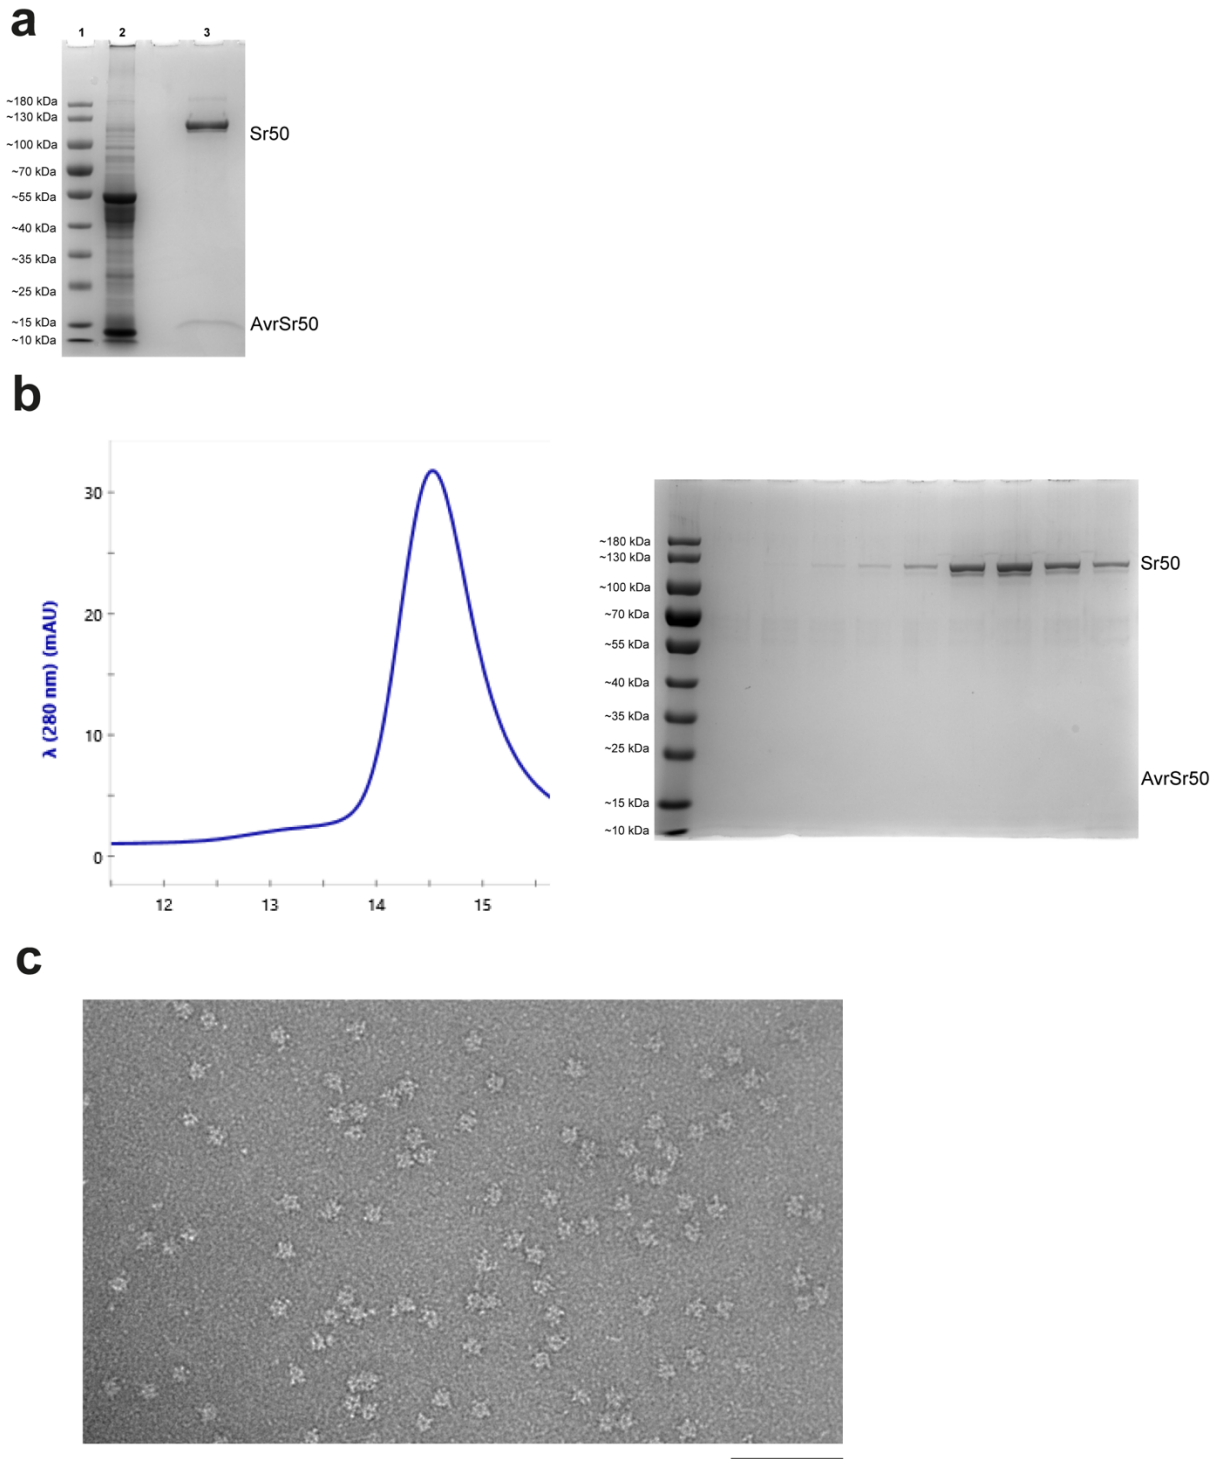 a
1 2 3
~180 kDa
~130 kDa
~100 kDa
~70 kDa
~55 kDa
~40 kDa
~35 kDa
~25 kDa
~15 kDa
~10 kDa
Sr50
AvrSr50
b
λ (280 nm) (mAU)
30
20
10
0
12 13 14 15
~180 kDa
~130 kDa
~100 kDa
~70 kDa
~55 kDa
~40 kDa
~35 kDa
~25 kDa
~15 kDa
~10 kDa
Sr50
AvrSr50
c